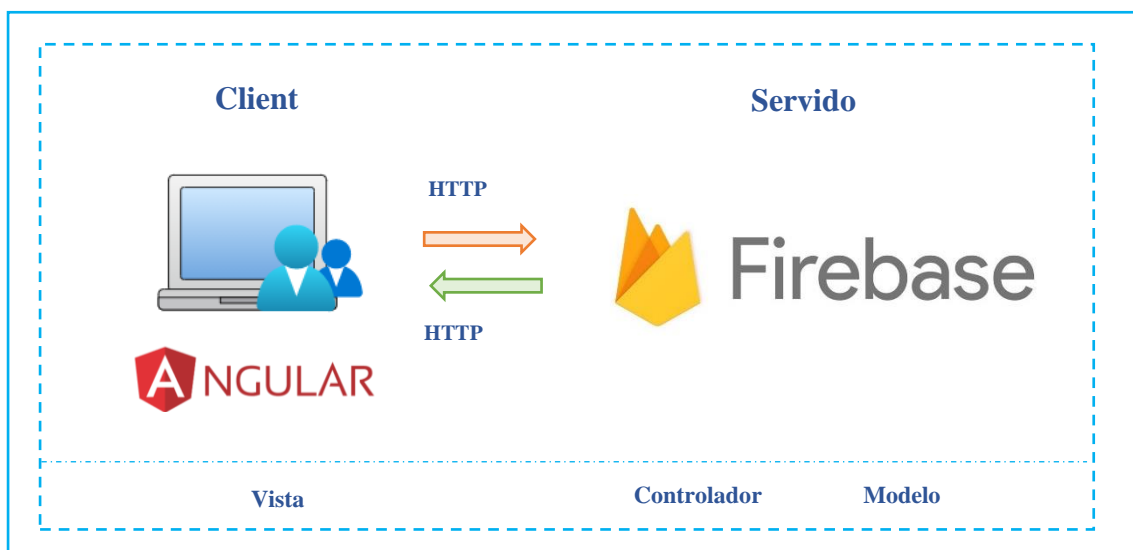 Client
Servido
HTTP
Firebase
HTTP
ANGULAR
Vista
Controlador
Modelo